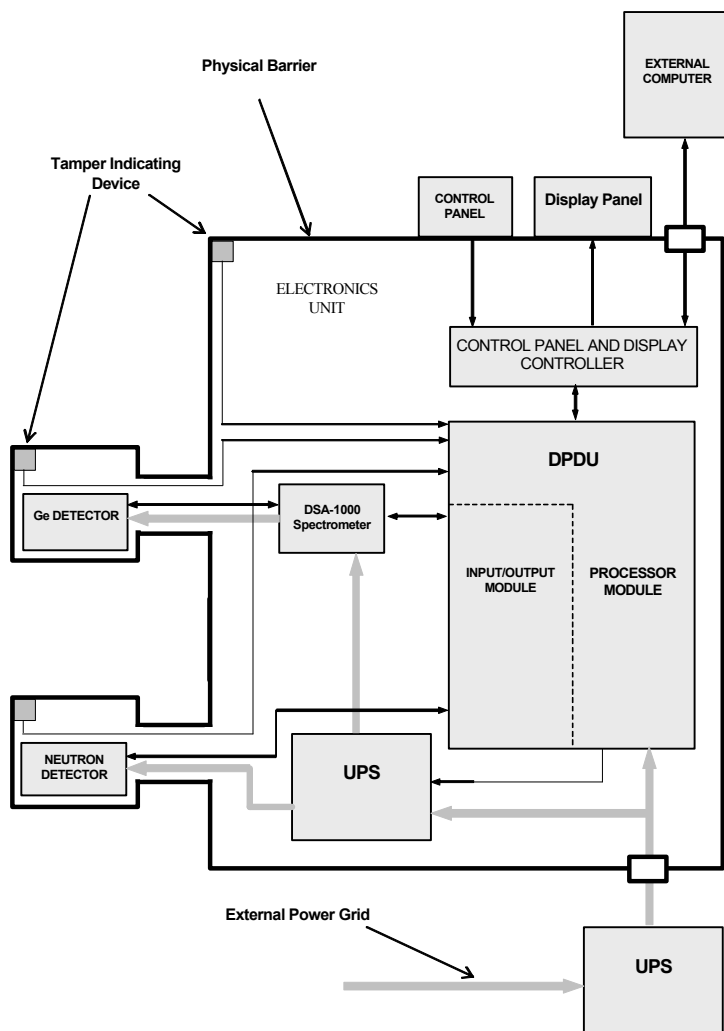 Physical Barrier
EXTERNAL
COMPUTER
Tamper Indicating
Device
CONTROL
PANEL
Display Panel
ELECTRONICS
UNIT
CONTROL PANEL AND DISPLAY
CONTROLLER
DPDU
Ge DETECTOR
DSA-1000
Spectrometer
INPUT/OUTPUT
MODULE
PROCESSOR
MODULE
NEUTRON
DETECTOR
UPS
External Power Grid
UPS